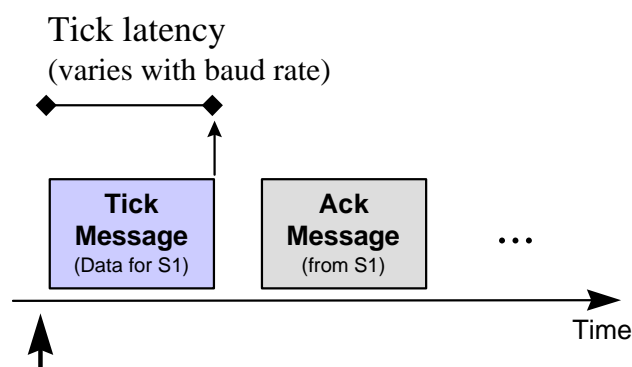 Tick latency
(varies with baud rate)
Tick
Message
(Data for S1)
Ack
Message
(from S1)
...
Time